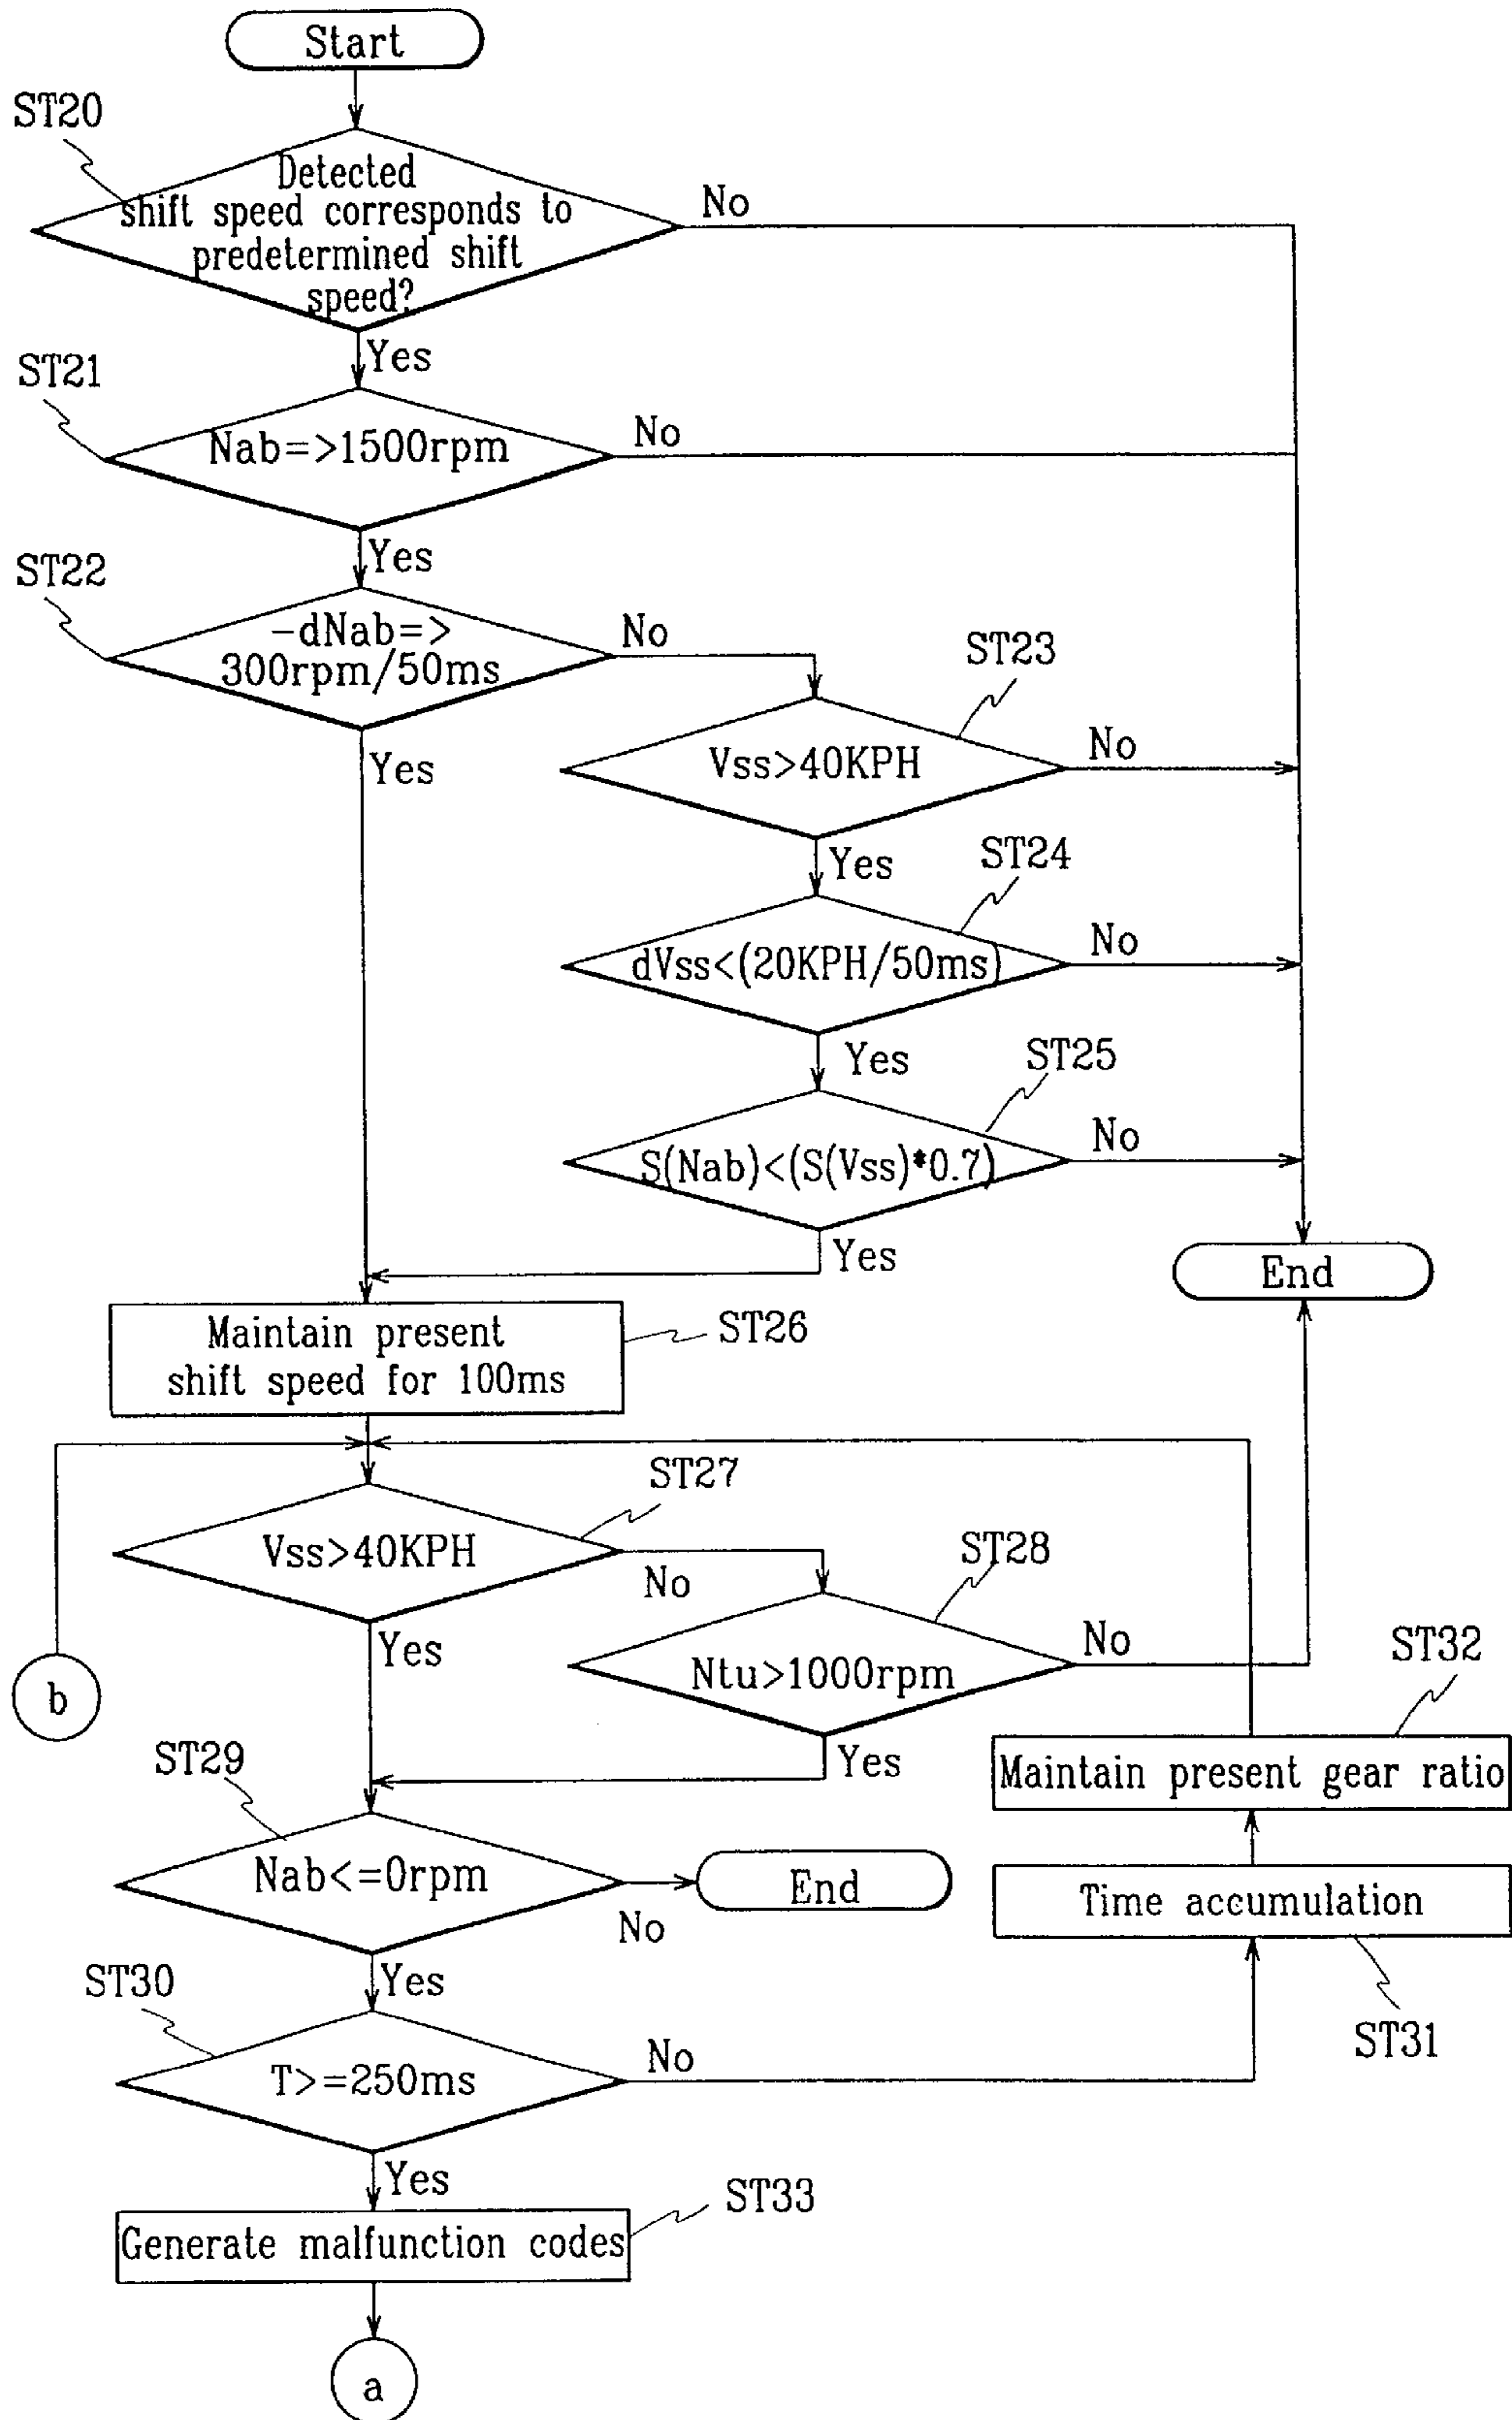 Start
ST20
Detected
shift speed corresponds to
predetermined shift
speed?
No
Yes
ST21
Nab=>1500rpm
No
Yes
ST22
-dNab=>
300rpm/50ms
No
Yes
ST23
Vss>40KPH
No
Yes
ST24
dVss<(20KPH/50ms)
No
Yes
ST25
S(Nab)<(S(Vss)*0.7)
No
Yes
End
Maintain present
shift speed for 100ms
ST26
ST27
Vss>40KPH
No
Yes
ST28
Ntu>1000rpm
No
Yes
b
ST32
Maintain present gear ratio
ST29
Nab<=0rpm
No
End
Yes
Time accumulation
ST31
ST30
T>=250ms
No
Yes
ST33
Generate malfunction codes
a